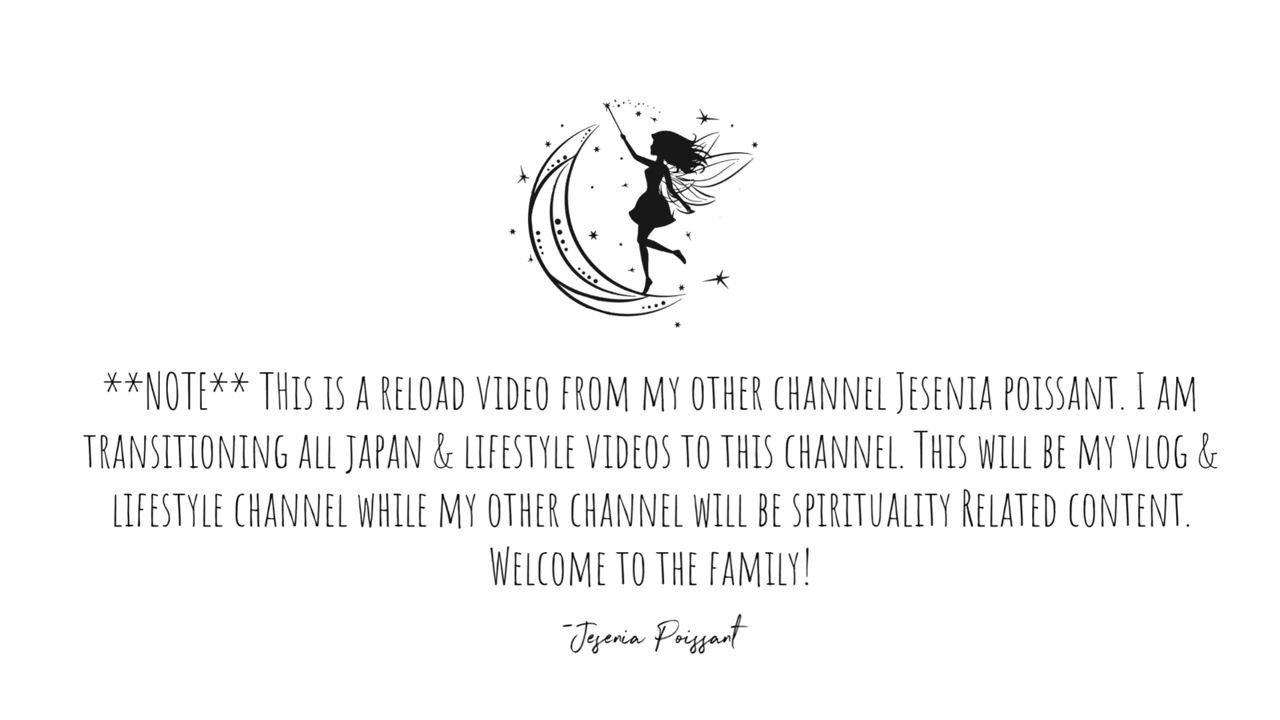 **NOTE** THis is a reload video from my other channel Jesenia poissant. I am
transitioning all japan & lifestyle videos to this channel. This will be my vlog &
lifestyle channel while my other channel will be spirituality Related content.
Welcome to the family!
-Jesenia Poissant